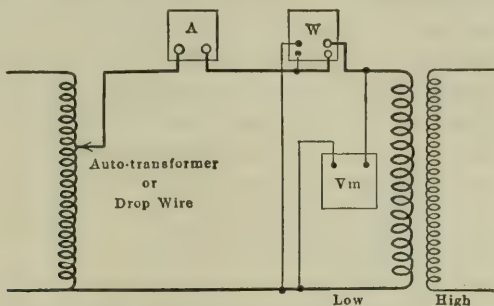 A
W
Auto-transformer
or
Drop Wire
Vm
Low
High